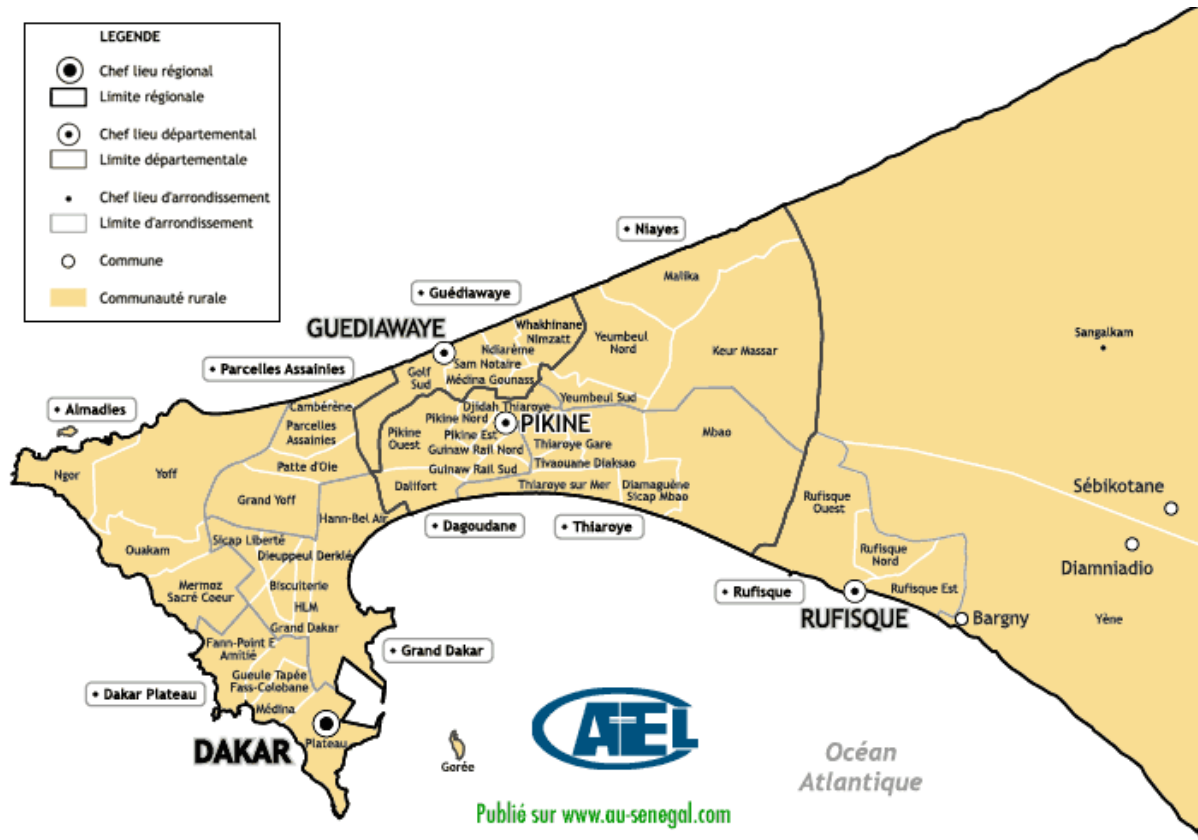 LEGENDE
Chef lieu régional
Limite régionale
Chef lieu départemental
Limite départementale
Chef lieu d'arrondissement
Limite d'arrondissement
Commune
Communauté rurale
Niayes
Malika
Guédiawaye
GUEDIAWAYE
Whakhinane
Nimzatt
Yeumbeul
Nord
Keur Massar
Sangalkam
Ndiarème
Sam Notaire
Golf
Sud
Médina Gounass
Parcelles Assainies
Almadies
Cambérène
Parcelles
Assainies
Djidah Thiaroye
Yeumbeul Sud
Pikine Nord
PIKINE
Pikine
Ouest
Pikine Est
Mbao
Guinaw Rail Nord
Thiaroye Gare
Ngor
Yoff
Patte d'Oie
Guinaw Rail Sud
Tivaouane Diaksao
Dalifort
Thiaroye sur Mer
Diamaguène
Sicap Mbao
Grand Yoff
Hann-Bel Air
Dagoudane
Thiaroye
Rufisque
Ouest
Sébikotane
Ouakam
Sicap Liberté
Dieuppeul Derklé
Rufisque
Nord
Diamniadio
Mermoz
Sacré Coeur
Biscuiterie
Rufisque Est
Rufisque
HLM
RUFISQUE
Bargny
Yène
Grand Dakar
Fann-Point E
Amitié
Grand Dakar
Gueule Tapée
Fass-Colobane
Dakar Plateau
Médina
DAKAR
Plateau
Gorée
AEL
Océan
Atlantique
Publié sur www.au-senegal.com